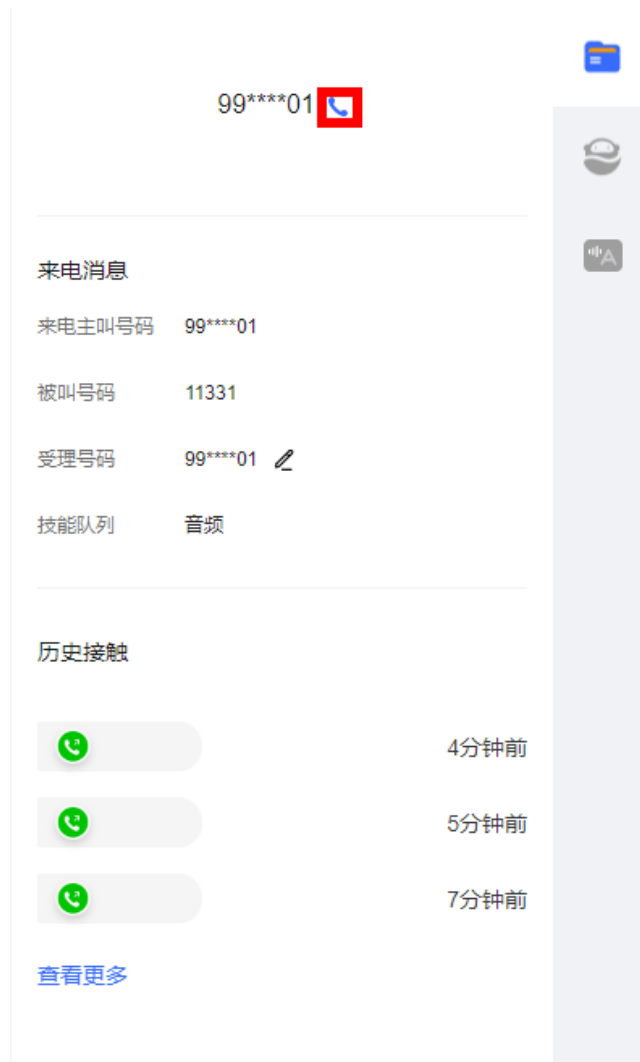 99****01
来电消息
来电主叫号码 99****01
被叫号码 11331
受理号码 99****01
技能队列 音频
历史接触
4分钟前
5分钟前
7分钟前
查看更多
A